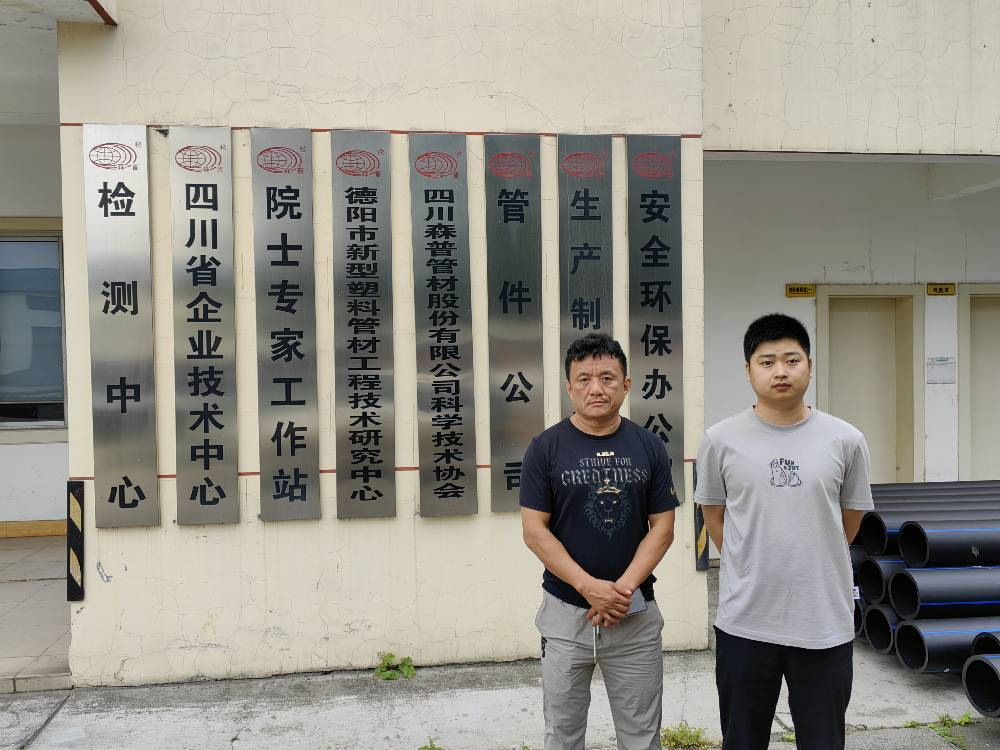 检测中心
四川省企业技术中心
院士专家工作站
德阳市新型塑料管材工程技术研究中心
四川森普管材股份有限公司科学技术协会
管件公司
生产制
安全环保办公
STRIVE FOR
GREATNESS
FUN
&JOY